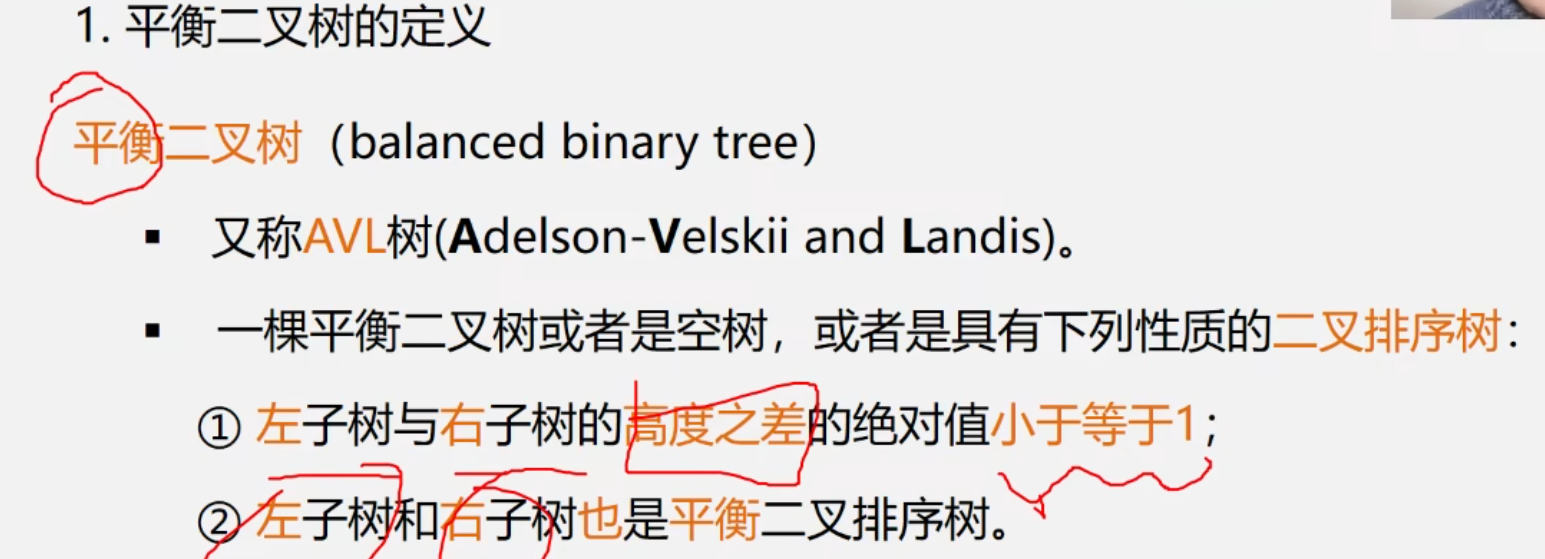 1. 平衡二叉树的定义
平衡二叉树（balanced binary tree）
▪ 又称AVL树(Adelson-Velskii and Landis)。
▪ 一棵平衡二叉树或者是空树，或者是具有下列性质的二叉排序树：
① 左子树与右子树的高度之差的绝对值小于等于1；
② 左子树和右子树也是平衡二叉排序树。